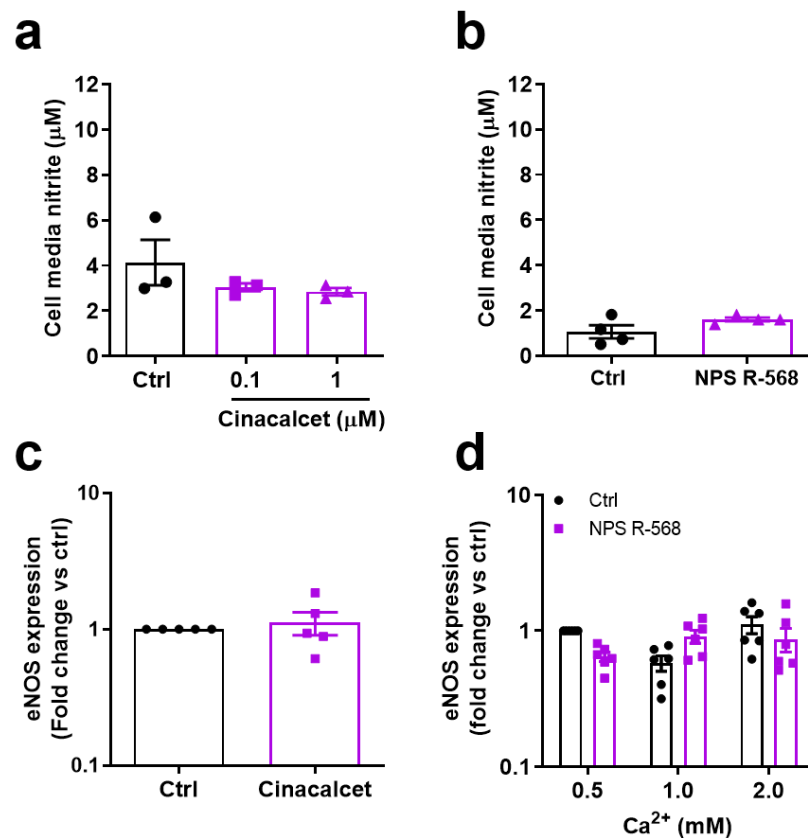 a
Cell media nitrite (μM)
12
10
8
6
4
2
0
Ctrl
0.1
1
Cinacalcet (μM)
b
Cell media nitrite (μM)
12
10
8
6
4
2
0
Ctrl
NPS R-568
c
eNOS expression
(Fold change vs ctrl)
10
1
0.1
Ctrl
Cinacalcet
d
eNOS expression
(fold change vs ctrl)
10
1
0.1
Ctrl
NPS R-568
0.5
1.0
2.0
Ca²⁺ (mM)